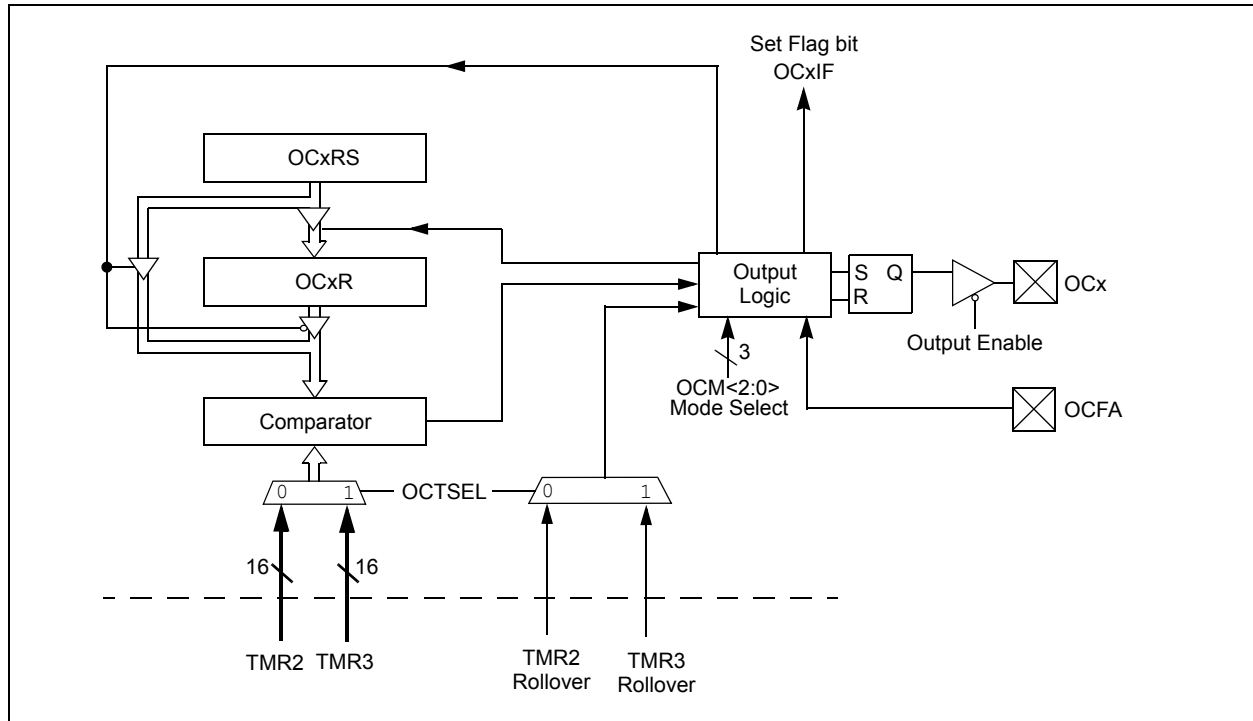 Set Flag bit
OCxIF
OCxRS
OCxR
Output
Logic
S Q
R
OCx
Output Enable
3
OCM<2:0>
Mode Select
OCFA
Comparator
0 1
OCTSEL
0 1
16
16
TMR2
TMR3
TMR2
Rollover
TMR3
Rollover